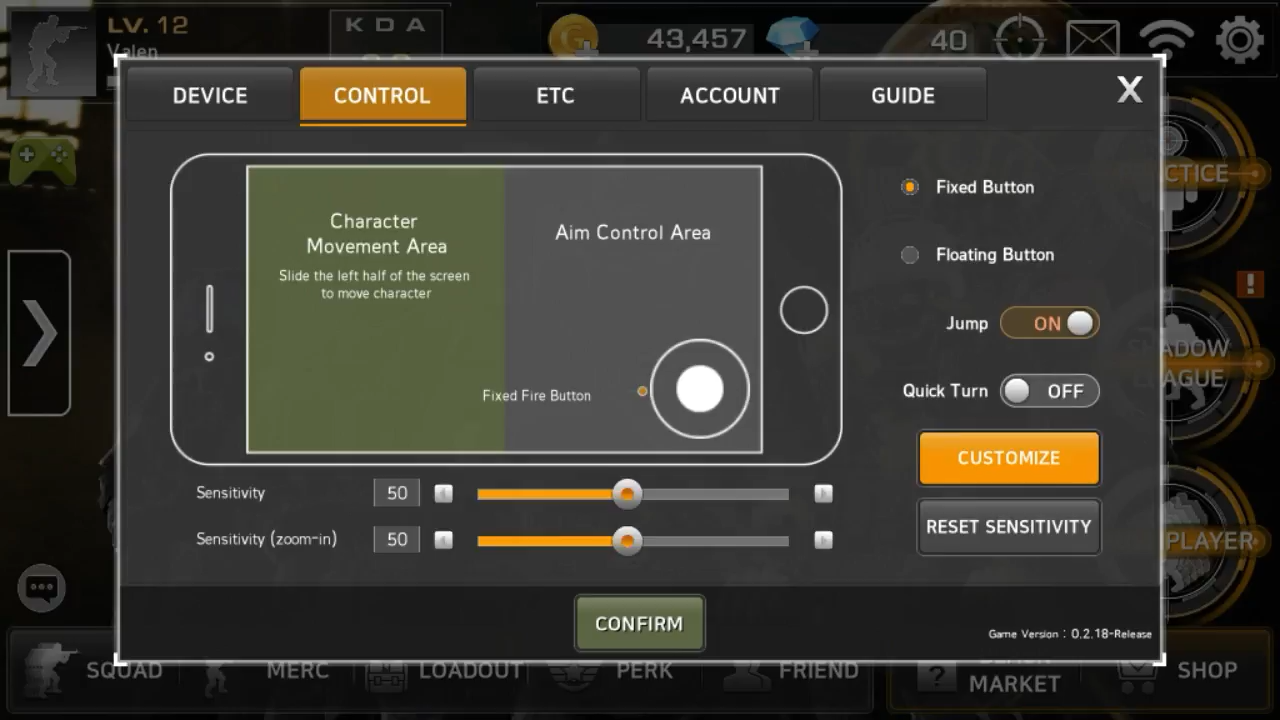 LV. 12
Valen
K D A
43,457
40
DEVICE
CONTROL
ETC
ACCOUNT
GUIDE
X
Character
Movement Area
Slide the left half of the screen
to move character
Aim Control Area
Fixed Fire Button
Fixed Button
Floating Button
Jump
ON
Quick Turn
OFF
CUSTOMIZE
RESET SENSITIVITY
Sensitivity
50
Sensitivity (zoom-in)
50
CONFIRM
Game Version : 0.2.18-Release
CTICE
!
PLAYER
SQUAD
MERC
LOADOUT
PERK
FRIEND
?
MARKET
SHOP